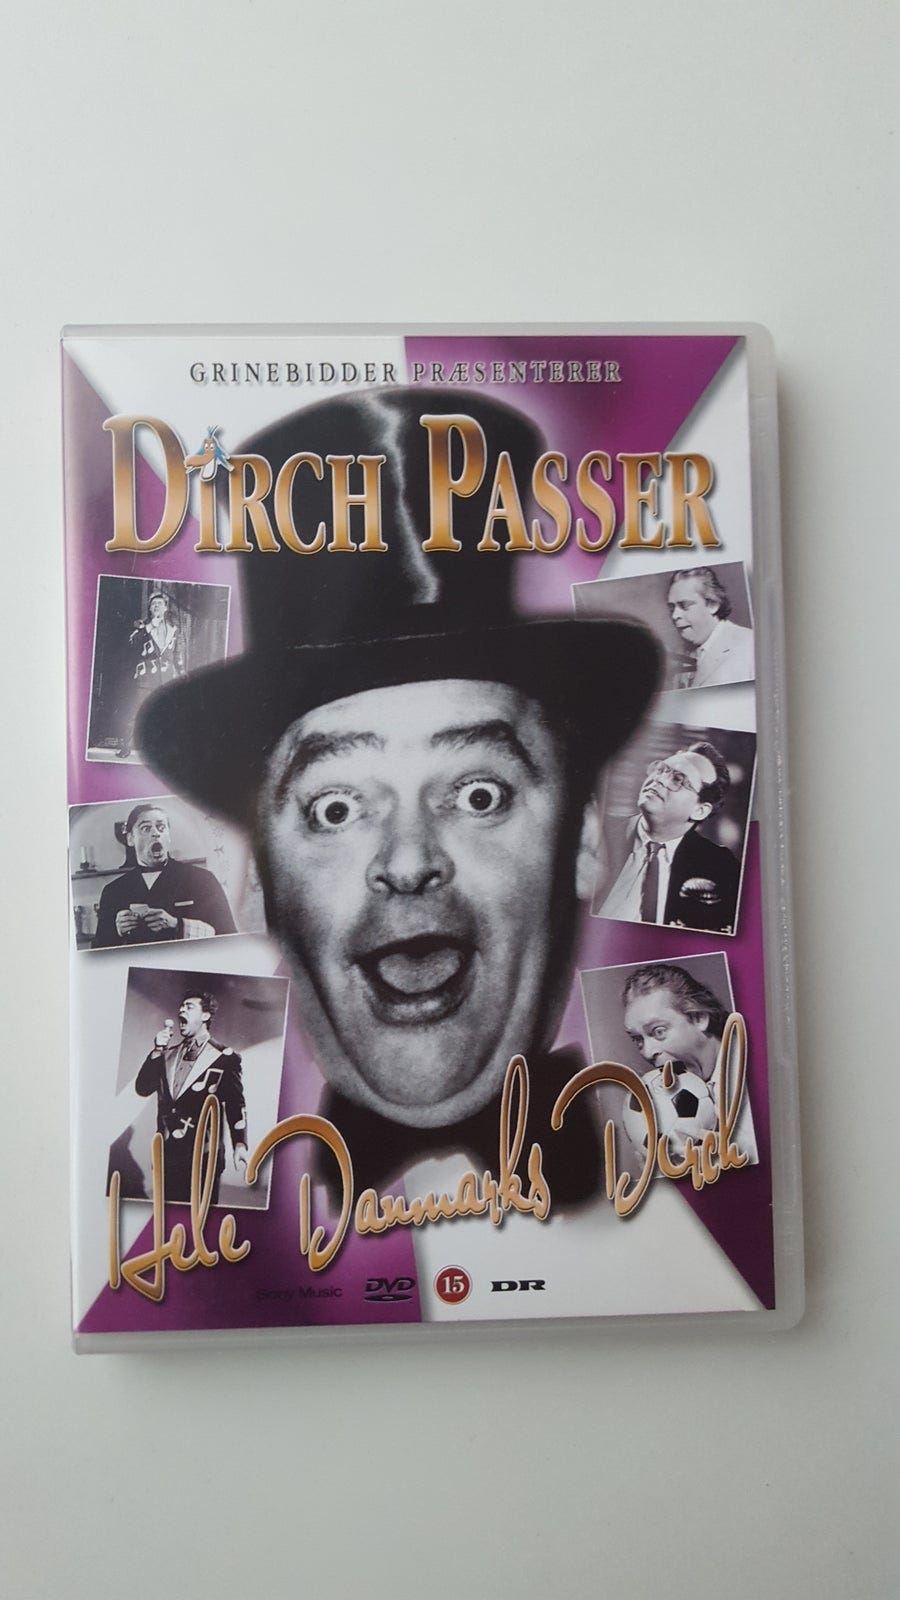 GRINEBIDDER PRÆSENTERER
DIRCH PASSER
Hele Danmarks Dirch
Sony Music DVD 15 DR